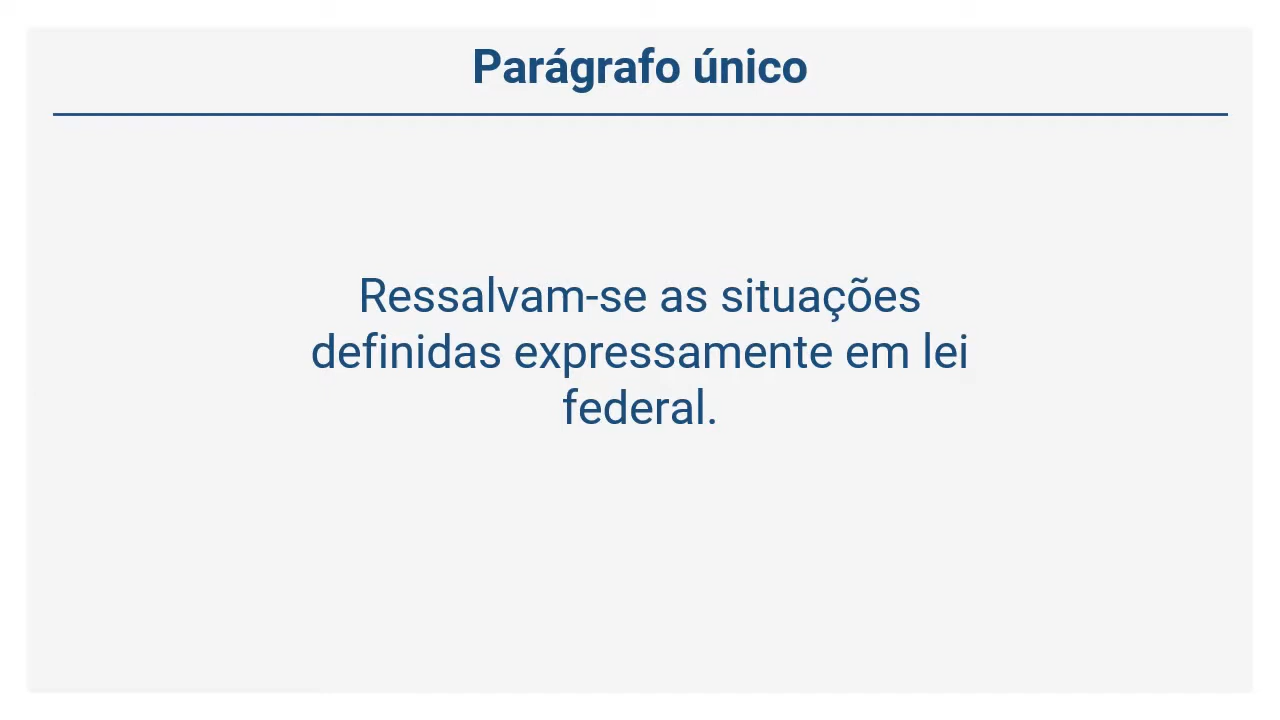 Parágrafo único
Ressalvam-se as situações
definidas expressamente em lei
federal.